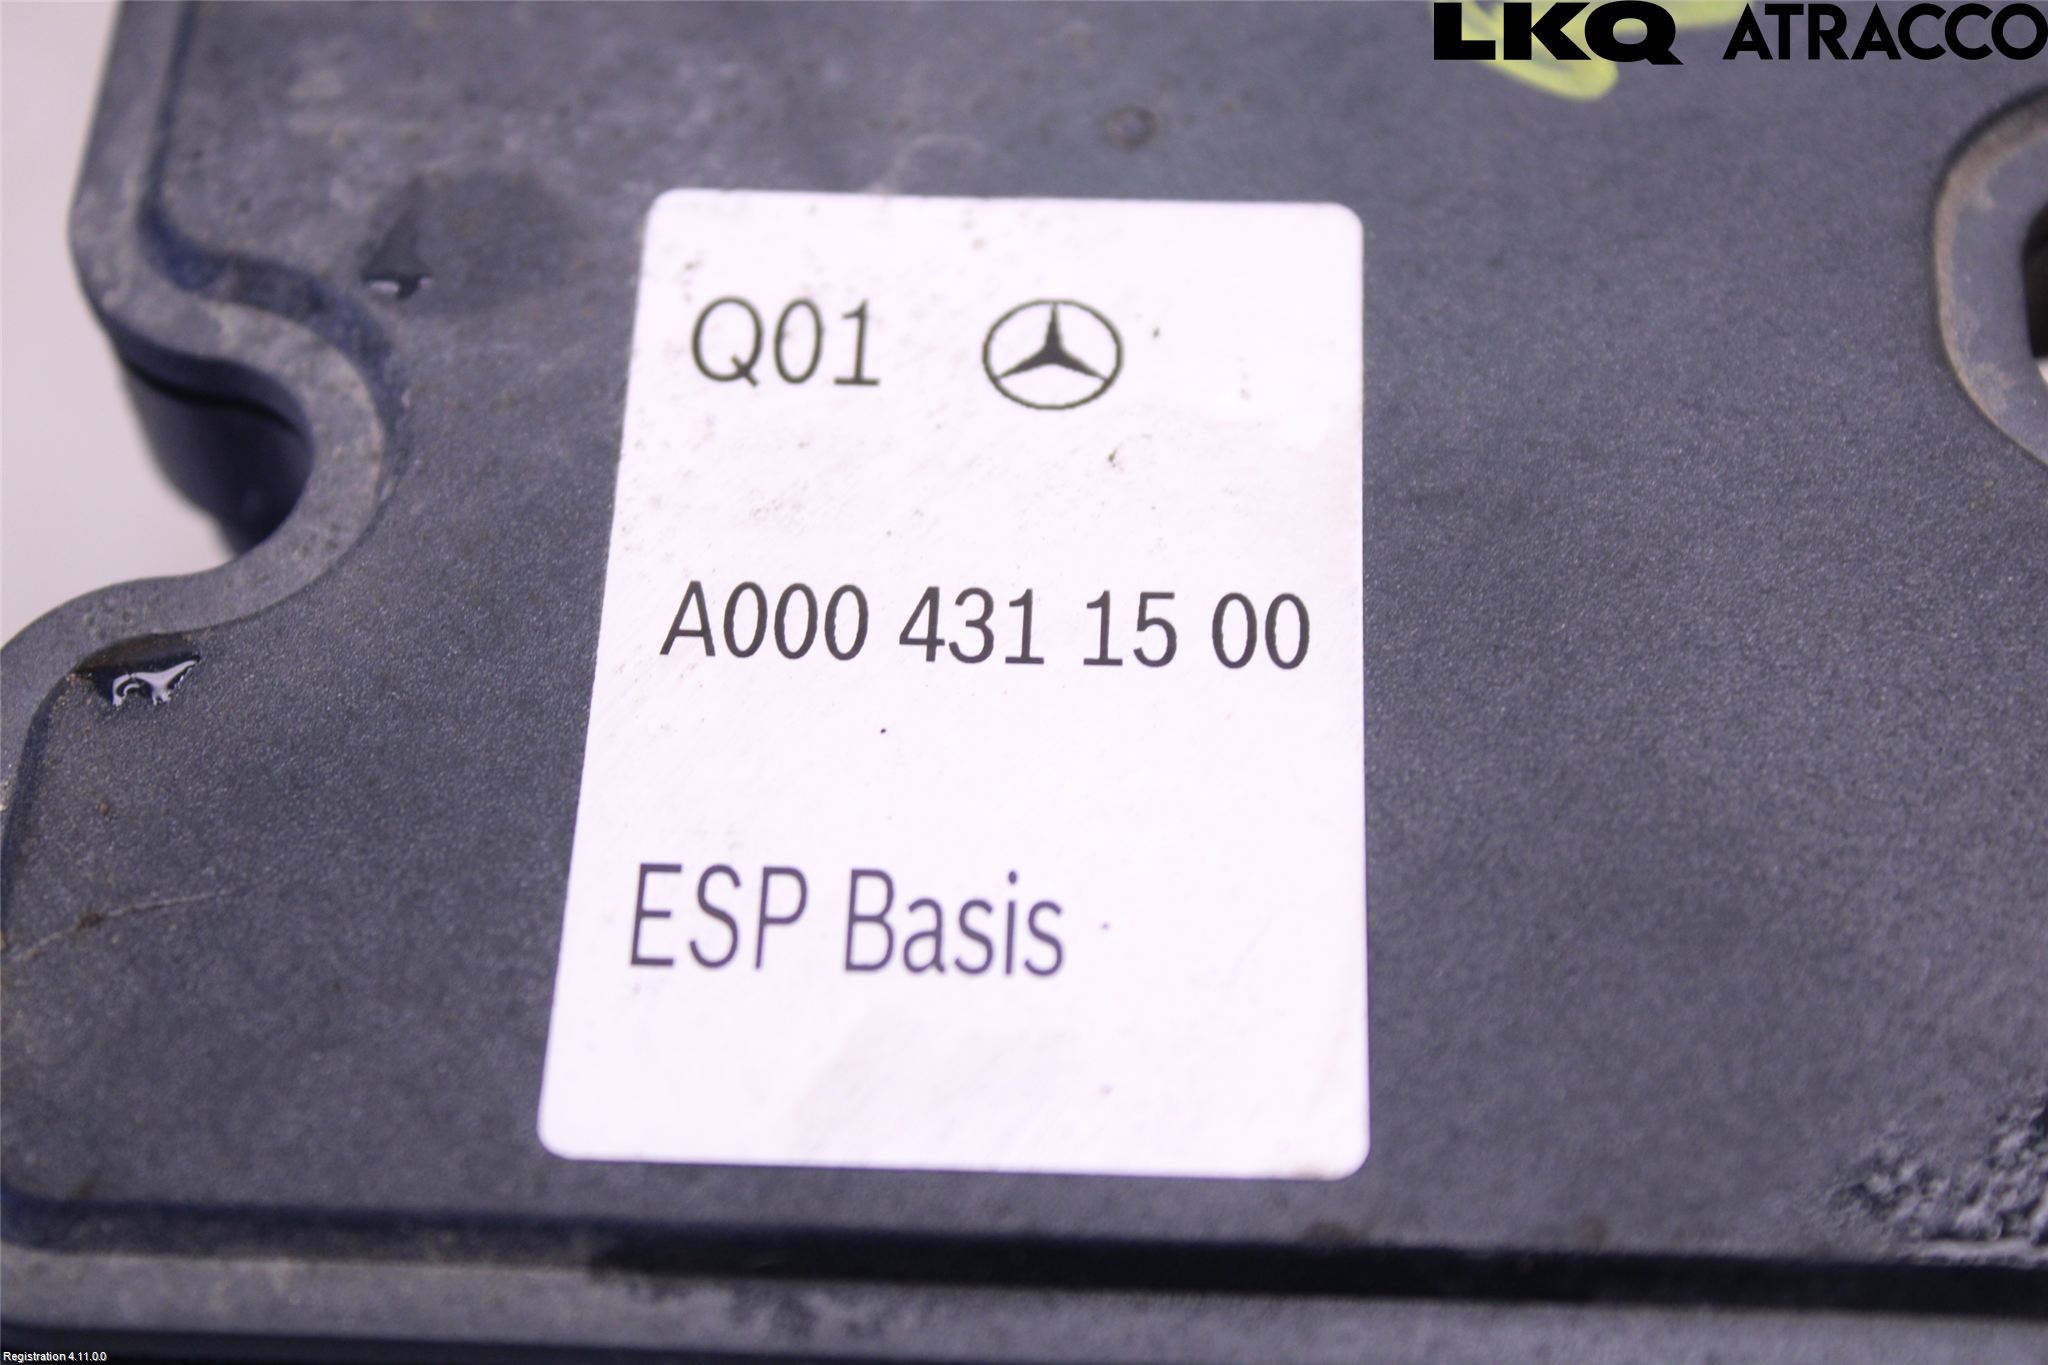 LKQ ATRACCO
Q01
A000 431 15 00
ESP Basis
Registration 4.11.0.0